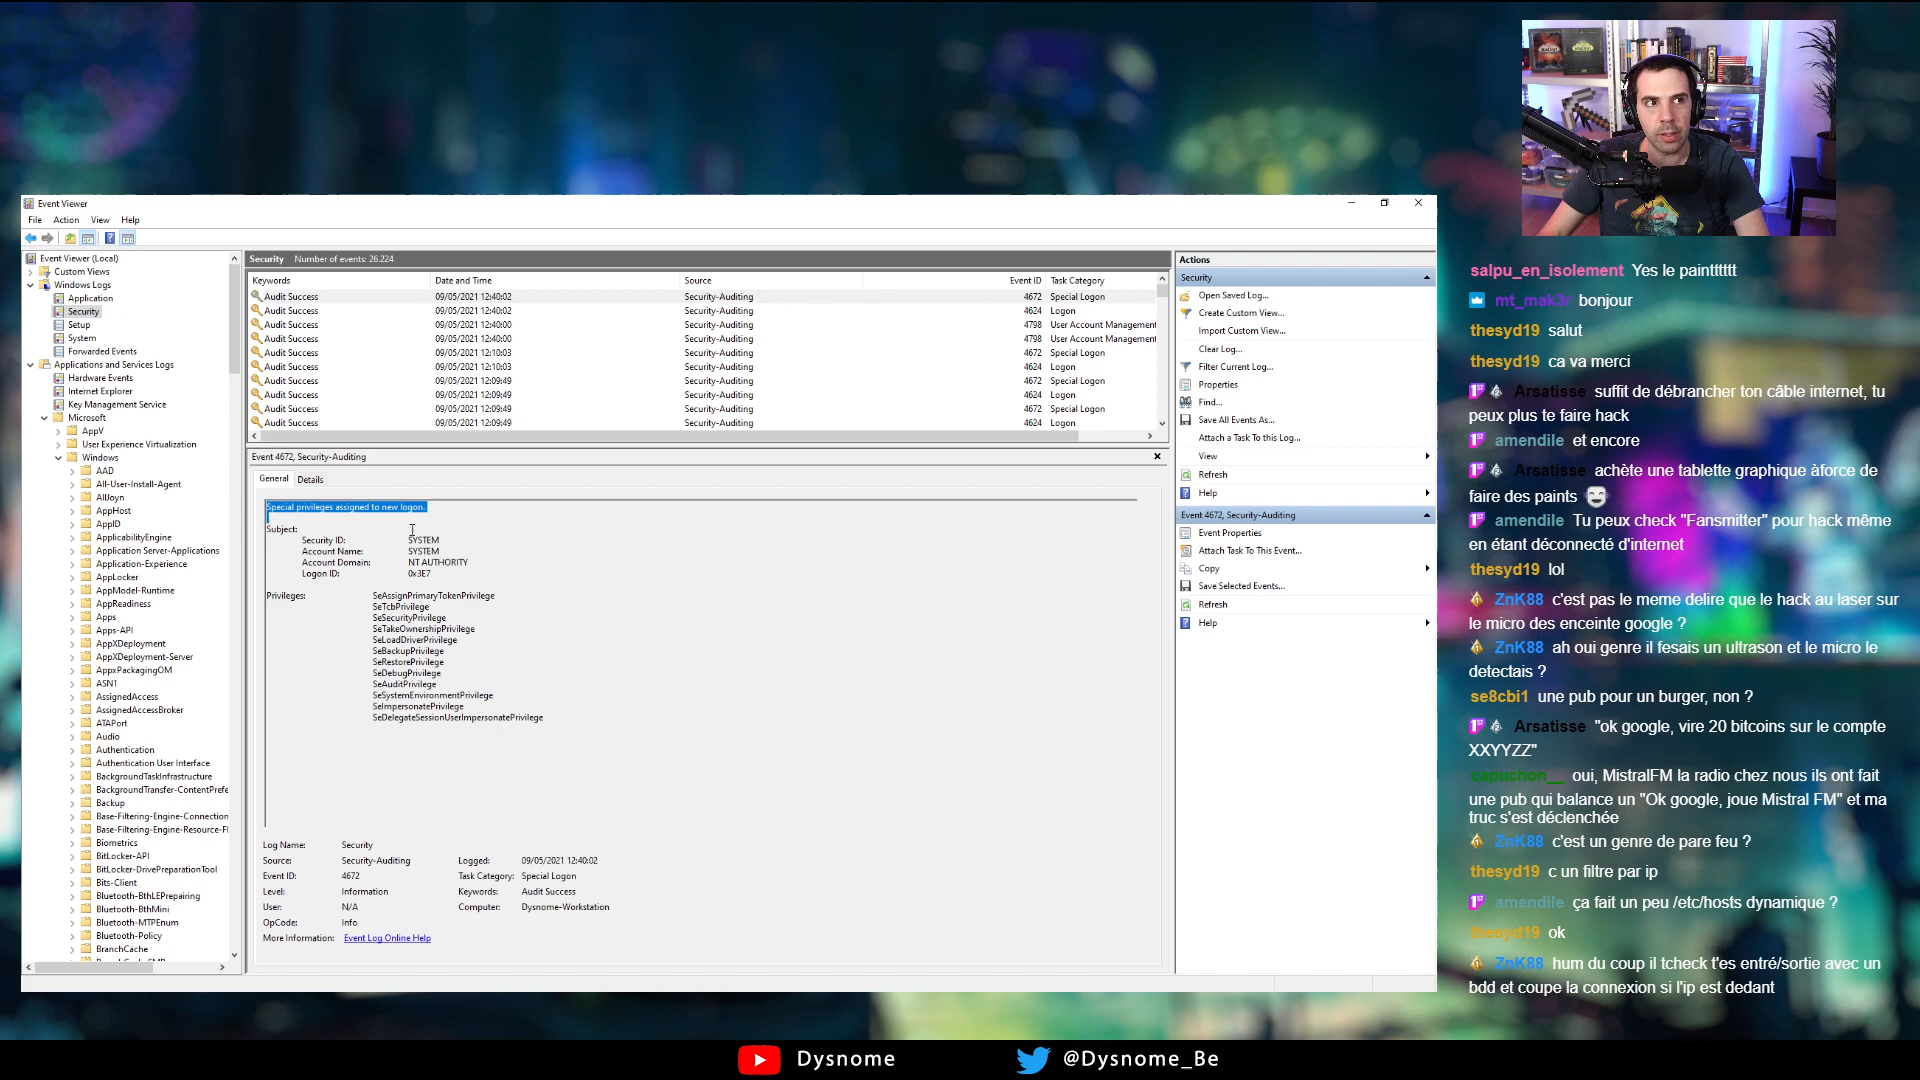 Event Viewer
File Action View Help
Event Viewer (Local)
Custom Views
Windows Logs
Application
Security
Setup
System
Forwarded Events
Applications and Services Logs
Hardware Events
Internet Explorer
Key Management Service
Microsoft
AppV
User Experience Virtualization
Windows
AAD
All-User-Install-Agent
AllJoyn
AppHost
AppID
ApplicabilityEngine
Application Server-Applications
Application-Experience
AppLocker
AppModel-Runtime
AppReadiness
Apps
Apps-API
AppXDeployment
AppXDeployment-Server
AppxPackagingOM
ASN1
AssignedAccess
AssignedAccessBroker
ATAPort
Audio
Authentication
Authentication User Interface
BackgroundTaskInfrastructure
BackgroundTransfer-ContentPrefe
Backup
Base-Filtering-Engine-Connection
Base-Filtering-Engine-Resource-Fl
Biometrics
BitLocker-API
BitLocker-DrivePreparationTool
Bits-Client
Bluetooth-BthLEPrepairing
Bluetooth-BthMini
Bluetooth-MTPEnum
Bluetooth-Policy
BranchCache
Security Number of events: 26.224
Keywords Date and Time Source Event ID Task Category
Audit Success 09/05/2021 12:40:02 Security-Auditing 4672 Special Logon
Audit Success 09/05/2021 12:40:02 Security-Auditing 4624 Logon
Audit Success 09/05/2021 12:40:00 Security-Auditing 4798 User Account Management
Audit Success 09/05/2021 12:40:00 Security-Auditing 4798 User Account Management
Audit Success 09/05/2021 12:10:03 Security-Auditing 4672 Special Logon
Audit Success 09/05/2021 12:10:03 Security-Auditing 4624 Logon
Audit Success 09/05/2021 12:09:49 Security-Auditing 4672 Special Logon
Audit Success 09/05/2021 12:09:49 Security-Auditing 4624 Logon
Audit Success 09/05/2021 12:09:49 Security-Auditing 4672 Special Logon
Audit Success 09/05/2021 12:09:49 Security-Auditing 4624 Logon
Event 4672, Security-Auditing
General Details
Special privileges assigned to new logon.
Subject:
Security ID: SYSTEM
Account Name: SYSTEM
Account Domain: NT AUTHORITY
Logon ID: 0x3E7
Privileges: SeAssignPrimaryTokenPrivilege
SeTcbPrivilege
SeSecurityPrivilege
SeTakeOwnershipPrivilege
SeLoadDriverPrivilege
SeBackupPrivilege
SeRestorePrivilege
SeDebugPrivilege
SeAuditPrivilege
SeSystemEnvironmentPrivilege
SeImpersonatePrivilege
SeDelegateSessionUserImpersonatePrivilege
Log Name: Security
Source: Security-Auditing Logged: 09/05/2021 12:40:02
Event ID: 4672 Task Category: Special Logon
Level: Information Keywords: Audit Success
User: N/A Computer: Dysnome-Workstation
OpCode: Info
More Information: Event Log Online Help
Actions
Security
Open Saved Log...
Create Custom View...
Import Custom View...
Clear Log...
Filter Current Log...
Properties
Find...
Save All Events As...
Attach a Task To this Log...
View
Refresh
Help
Event 4672, Security-Auditing
Event Properties
Attach Task To This Event...
Copy
Save Selected Events...
Refresh
Help
salpu_en_isolement Yes le painttttt
mt_mak3r bonjour
thesyd19 salut
thesyd19 ca va merci
Arsatisse suffit de débrancher ton câble internet, tu
peux plus te faire hack
amendile et encore
Arsatisse achète une tablette graphique àforce de
faire des paints
amendile Tu peux check "Fansmitter" pour hack même
en étant déconnecté d'internet
thesyd19 lol
ZnK88 c'est pas le meme delire que le hack au laser sur
le micro des enceinte google ?
ZnK88 ah oui genre il fesais un ultrason et le micro le
detectais ?
se8cbi1 une pub pour un burger, non ?
Arsatisse "ok google, vire 20 bitcoins sur le compte
XXYYZZ"
capuchon__ oui, MistralFM la radio chez nous ils ont fait
une pub qui balance un "Ok google, joue Mistral FM" et ma
truc s'est déclenchée
ZnK88 c'est un genre de pare feu ?
thesyd19 c un filtre par ip
amendile ça fait un peu /etc/hosts dynamique ?
thesyd19 ok
ZnK88 hum du coup il tcheck t'es entré/sortie avec un
bdd et coupe la connexion si l'ip est dedant
Dysnome @Dysnome_Be